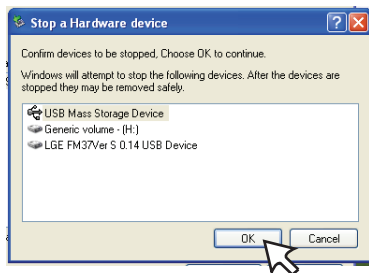 Stop a Hardware device
Confirm devices to be stopped, Choose OK to continue.
Windows will attempt to stop the following devices. After the devices are
stopped they may be removed safely.
USB Mass Storage Device
Generic volume - (H:)
LGE FM37Ver S 0.14 USB Device
OK Cancel